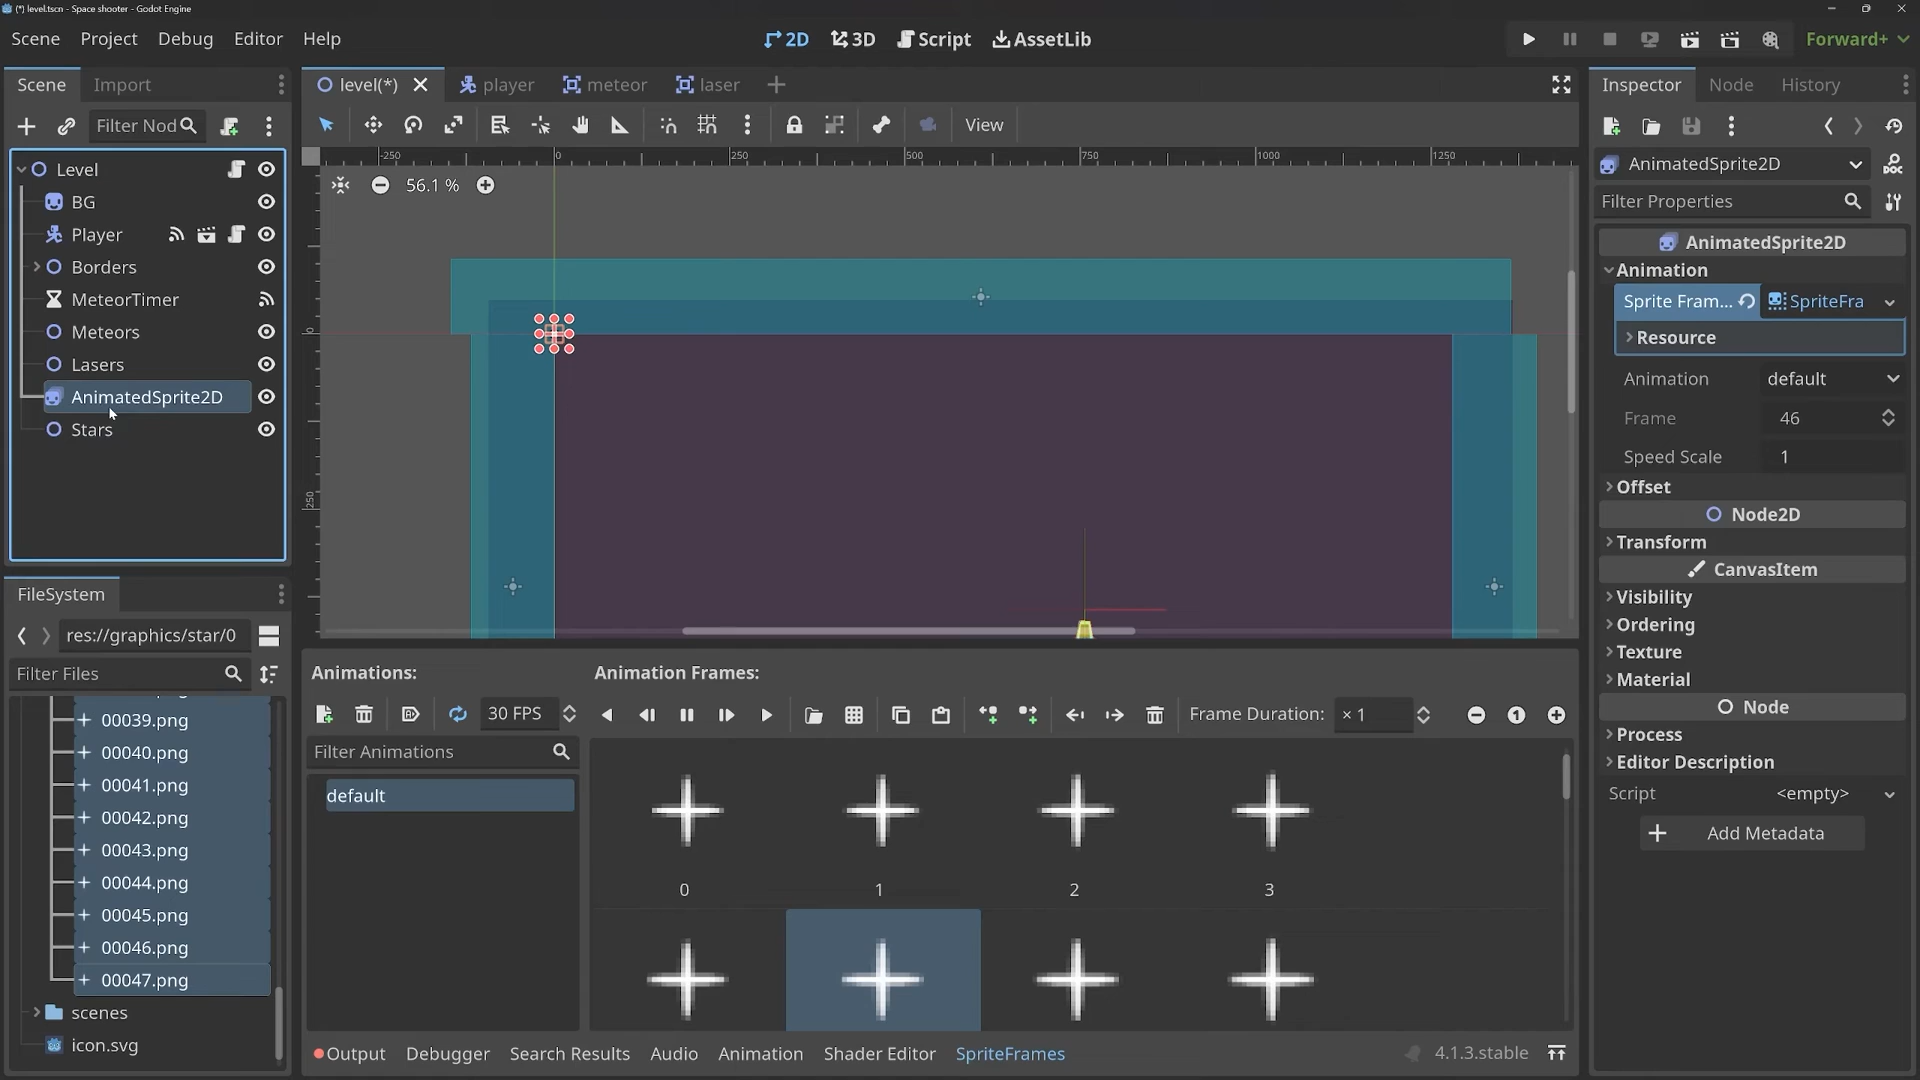 (*) level.tscn - Space shooter - Godot Engine
Scene Project Debug Editor Help
2D 3D Script AssetLib
Forward+
Scene Import
level(*) player meteor laser
Inspector Node History
Filter Nod
View
Level
BG
Player
Borders
MeteorTimer
Meteors
Lasers
AnimatedSprite2D
Stars
-250 0 250 500 750 1000 1250
56.1 %
0
250
AnimatedSprite2D
Filter Properties
AnimatedSprite2D
Animation
Sprite Fram... SpriteFra
Resource
Animation default
Frame 46
Speed Scale 1
Offset
Node2D
Transform
CanvasItem
Visibility
Ordering
Texture
Material
Node
Process
Editor Description
Script <empty>
Add Metadata
FileSystem
res://graphics/star/0
Filter Files
00039.png
00040.png
00041.png
00042.png
00043.png
00044.png
00045.png
00046.png
00047.png
scenes
icon.svg
Animations:
30 FPS
Filter Animations
default
Animation Frames:
Frame Duration: × 1
0 1 2 3
Output Debugger Search Results Audio Animation Shader Editor SpriteFrames
4.1.3.stable